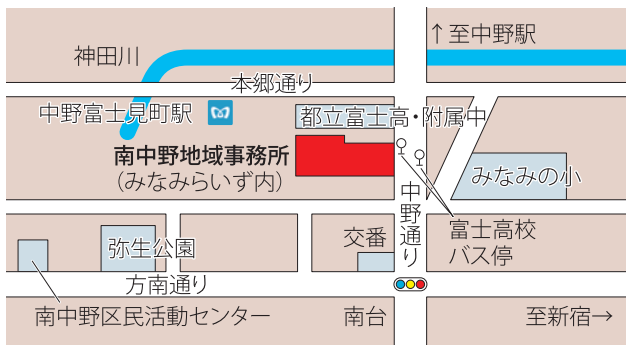 ↑至中野駅
神田川
本郷通り
中野富士見町駅
都立富士高・附属中
南中野地域事務所
(みなみらいず内)
みなみの小
中野通り
富士高校
バス停
交番
弥生公園
方南通り
南中野区民活動センター
南台
至新宿→